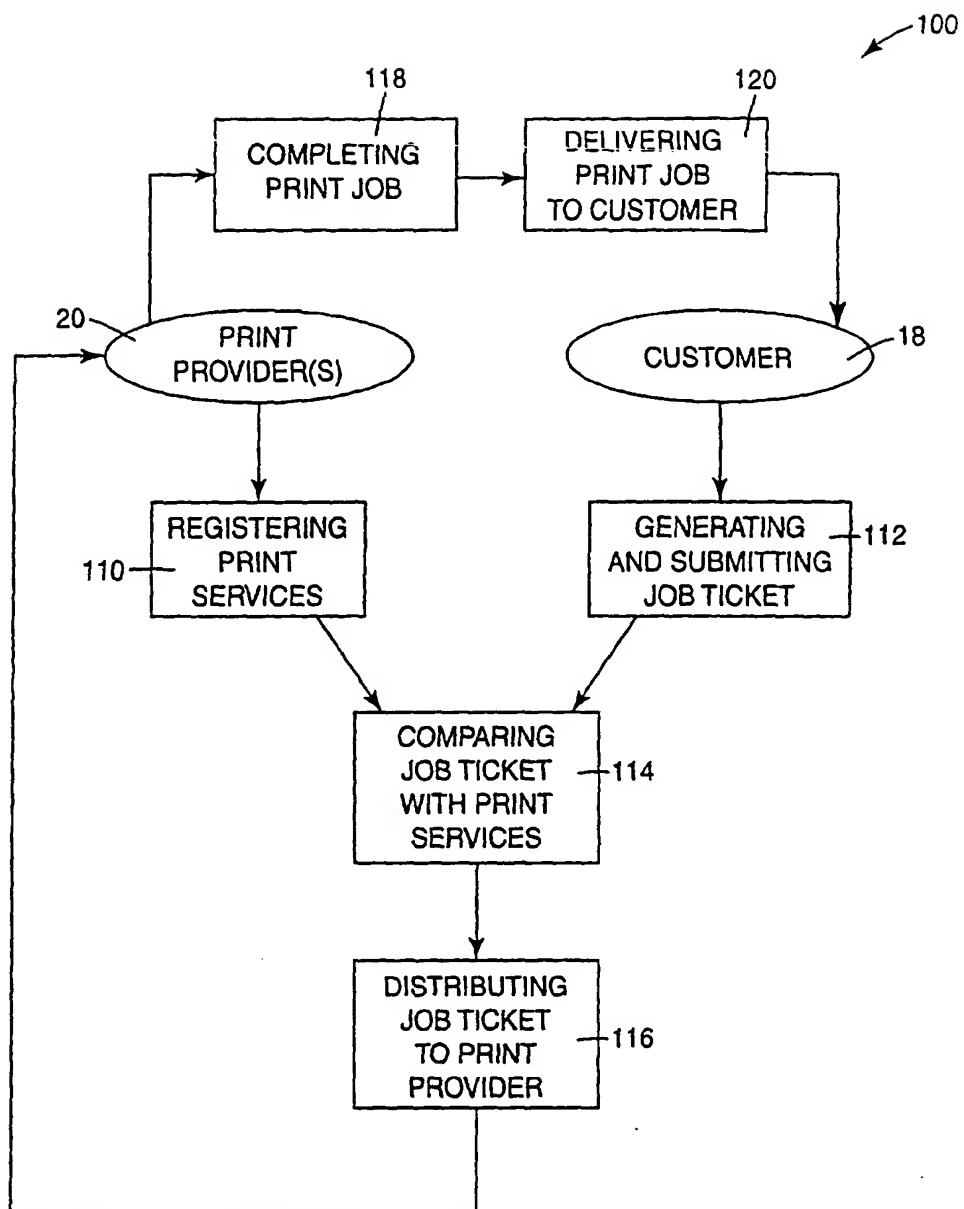 100
118
COMPLETING
PRINT JOB
120
DELIVERING
PRINT JOB
TO CUSTOMER
20
PRINT
PROVIDER(S)
CUSTOMER
18
REGISTERING
PRINT
SERVICES
110
GENERATING
AND SUBMITTING
JOB TICKET
112
COMPARING
JOB TICKET
WITH PRINT
SERVICES
114
DISTRIBUTING
JOB TICKET
TO PRINT
PROVIDER
116